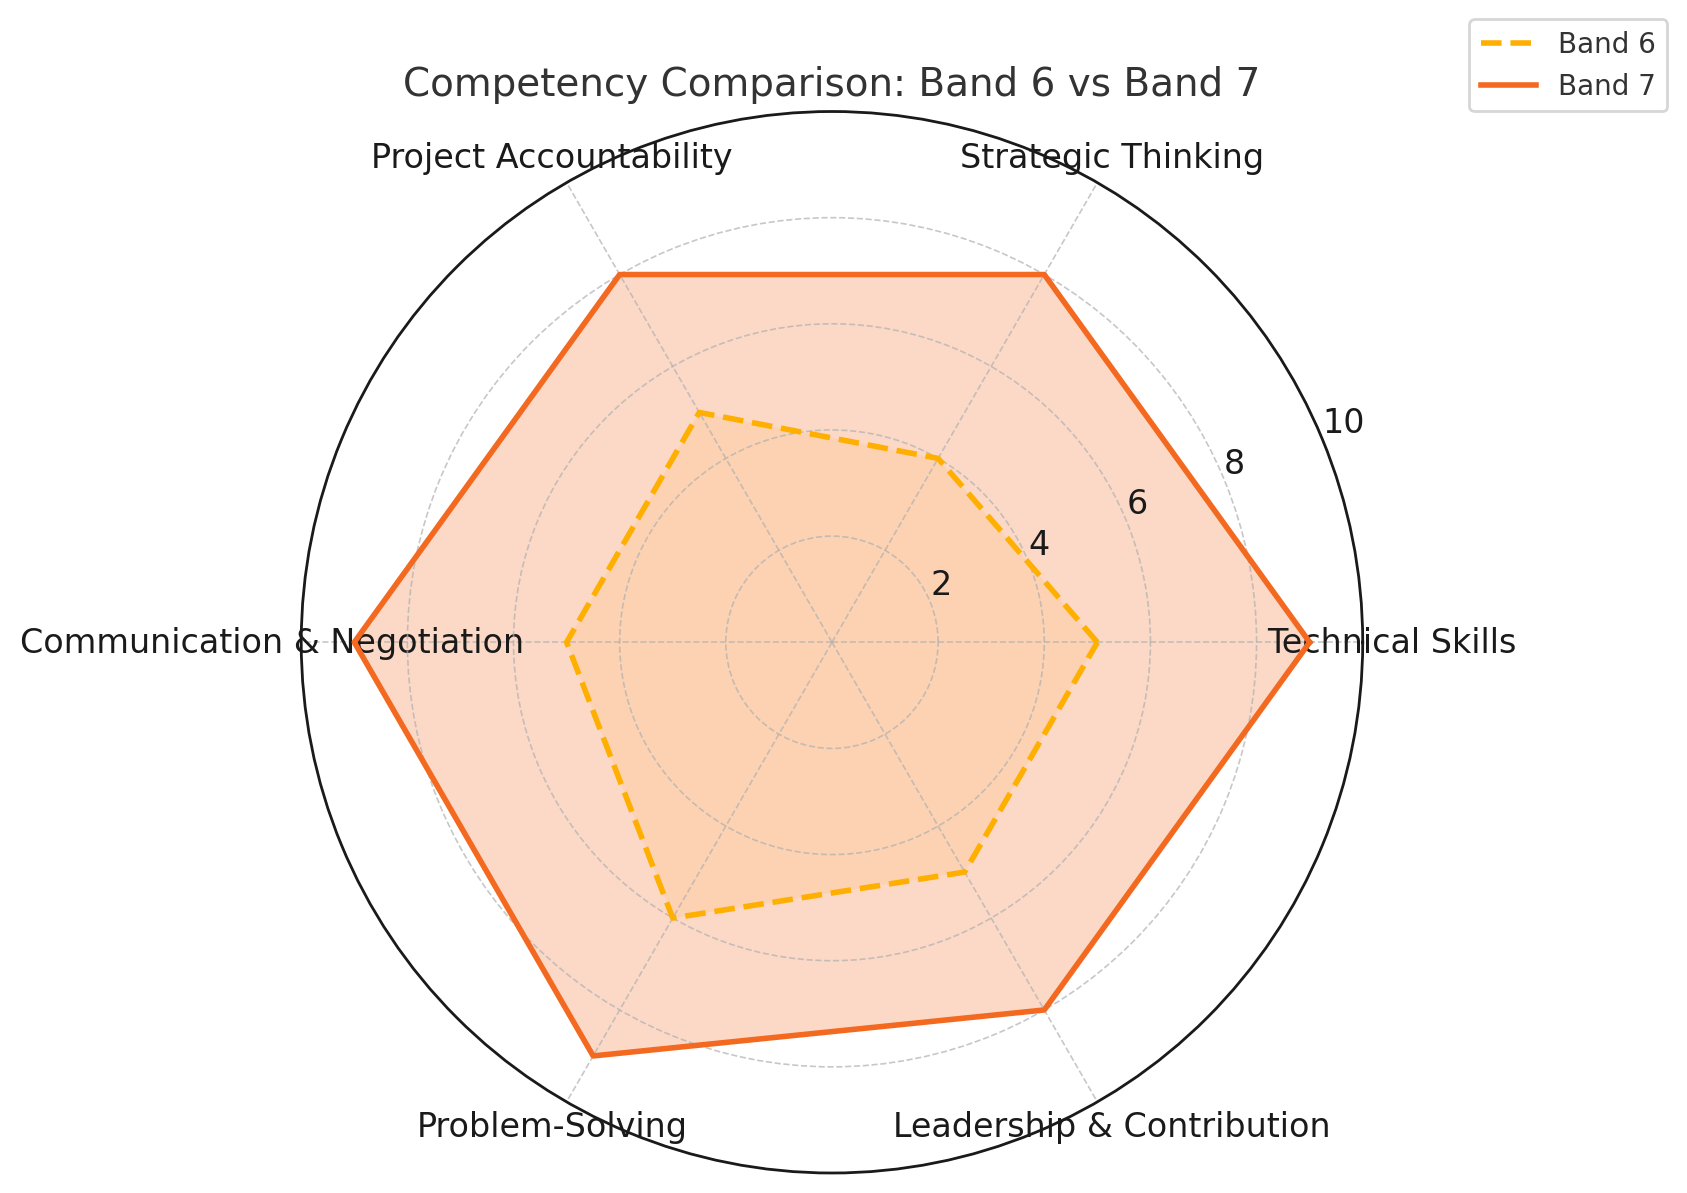 Band 6
Band 7
Competency Comparison: Band 6 vs Band 7
Project Accountability
Strategic Thinking
10
8
6
4
2
Communication & Negotiation
Technical Skills
Problem-Solving
Leadership & Contribution